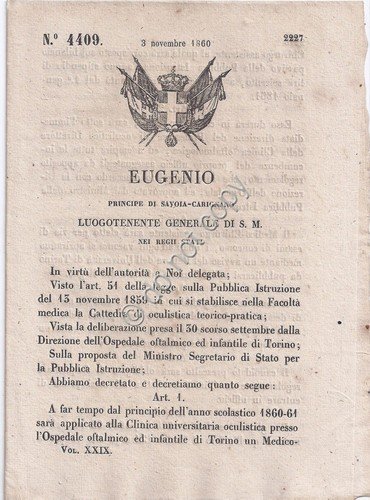 N.° 4409.
3 novembre 1860
2227
EUGENIO
PRINCIPE DI SAVOIA-CARIGNANO
LUOGOTENENTE GENERALE DI S. M.
NEI REGII STATI
In virtù dell'autorità a Noi delegata;
Visto l'art. 51 della legge sulla Pubblica Istruzione
del 13 novembre 1859 in cui si stabilisce nella Facoltà
medica la Cattedra di oculistica teorico-pratica;
Vista la deliberazione presa il 30 scorso settembre dalla
Direzione dell'Ospedale oftalmico ed infantile di Torino;
Sulla proposta del Ministro Segretario di Stato per
la Pubblica Istruzione;
Abbiamo decretato e decretiamo quanto segue:
Art. 1.
A far tempo dal principio dell'anno scolastico 1860-61
sarà applicato alla Clinica universitaria oculistica presso
l'Ospedale oftalmico ed infantile di Torino un Medico-
VOL. XXIX.